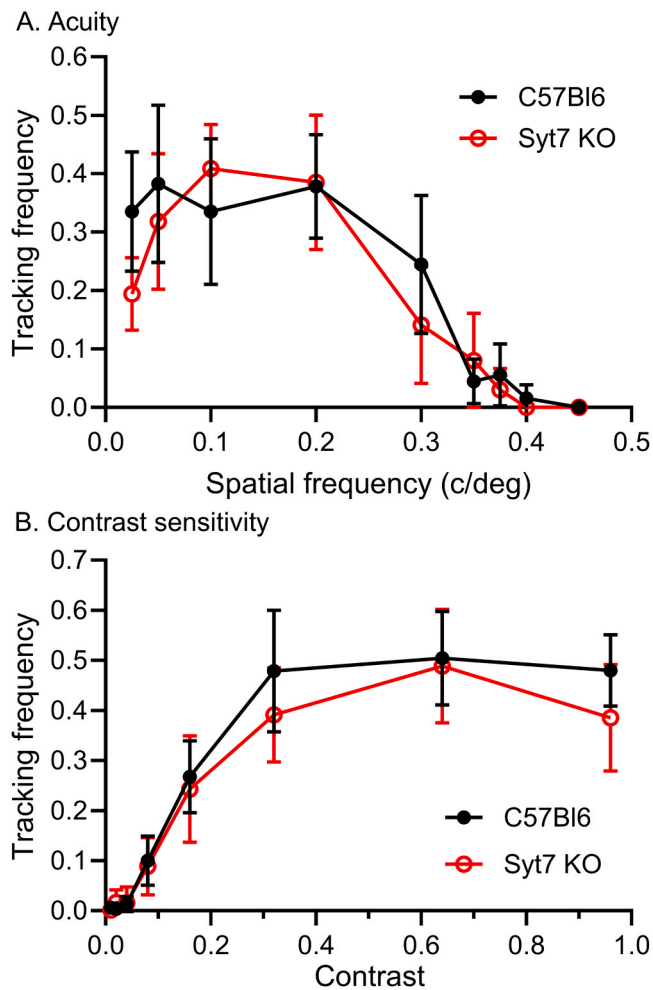 A. Acuity
0.6
0.5
0.4
0.3
0.2
0.1
0.0
Tracking frequency
C57Bl6
Syt7 KO
0.0 0.1 0.2 0.3 0.4 0.5
Spatial frequency (c/deg)
B. Contrast sensitivity
0.7
0.6
0.5
0.4
0.3
0.2
0.1
0.0
Tracking frequency
C57Bl6
Syt7 KO
0.0 0.2 0.4 0.6 0.8 1.0
Contrast